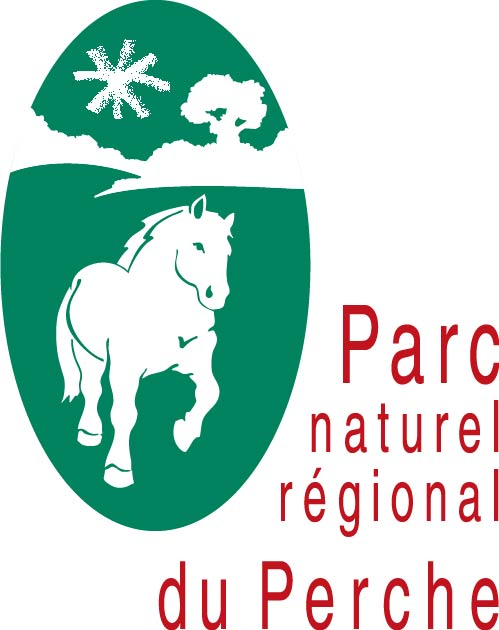 Parc
naturel
régional
du Perche